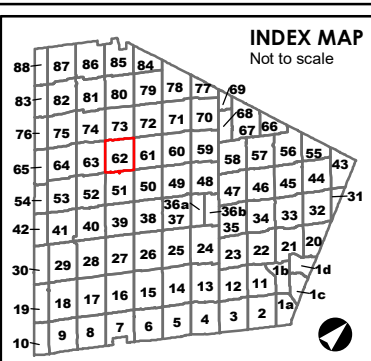 INDEX MAP
Not to scale
88 87 86 85 84
83 82 81 80 79 78 77 69
76 75 74 73 72 71 70 68 67 66
65 64 63 62 61 60 59 58 57 56 55 43
54 53 52 51 50 49 48 47 46 45 44 31
42 41 40 39 38 37 36a 36b 35 34 33 32
30 29 28 27 26 25 24 23 22 21 20
19 18 17 16 15 14 13 12 11 1b 1d
10 9 8 7 6 5 4 3 2 1a 1c